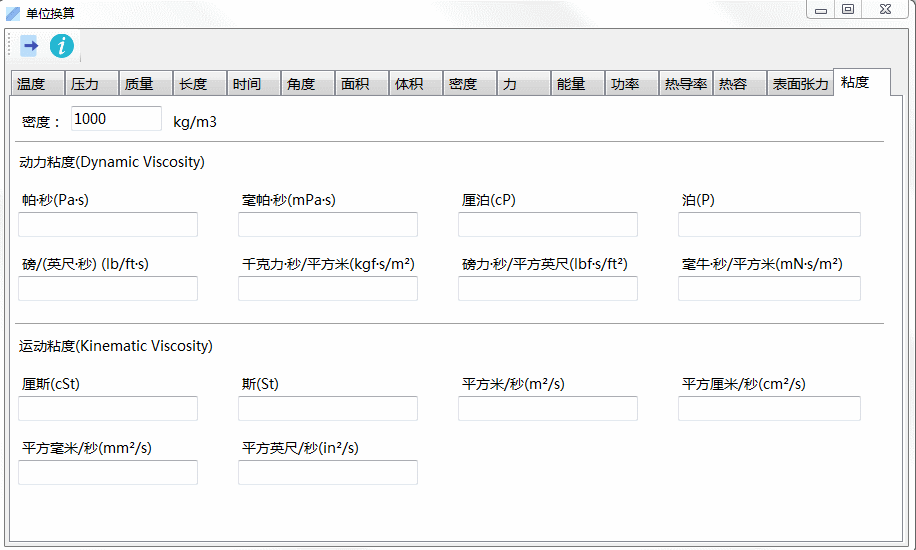 单位换算
温度 压力 质量 长度 时间 角度 面积 体积 密度 力 能量 功率 热导率 热容 表面张力 粘度
密度： 1000 kg/m3
动力粘度(Dynamic Viscosity)
帕·秒(Pa·s) 毫帕·秒(mPa·s) 厘泊(cP) 泊(P)
磅/(英尺·秒) (lb/ft·s) 千克力·秒/平方米(kgf·s/m²) 磅力·秒/平方英尺(lbf·s/ft²) 毫牛·秒/平方米(mN·s/m²)
运动粘度(Kinematic Viscosity)
厘斯(cSt) 斯(St) 平方米/秒(m²/s) 平方厘米/秒(cm²/s)
平方毫米/秒(mm²/s) 平方英尺/秒(in²/s)